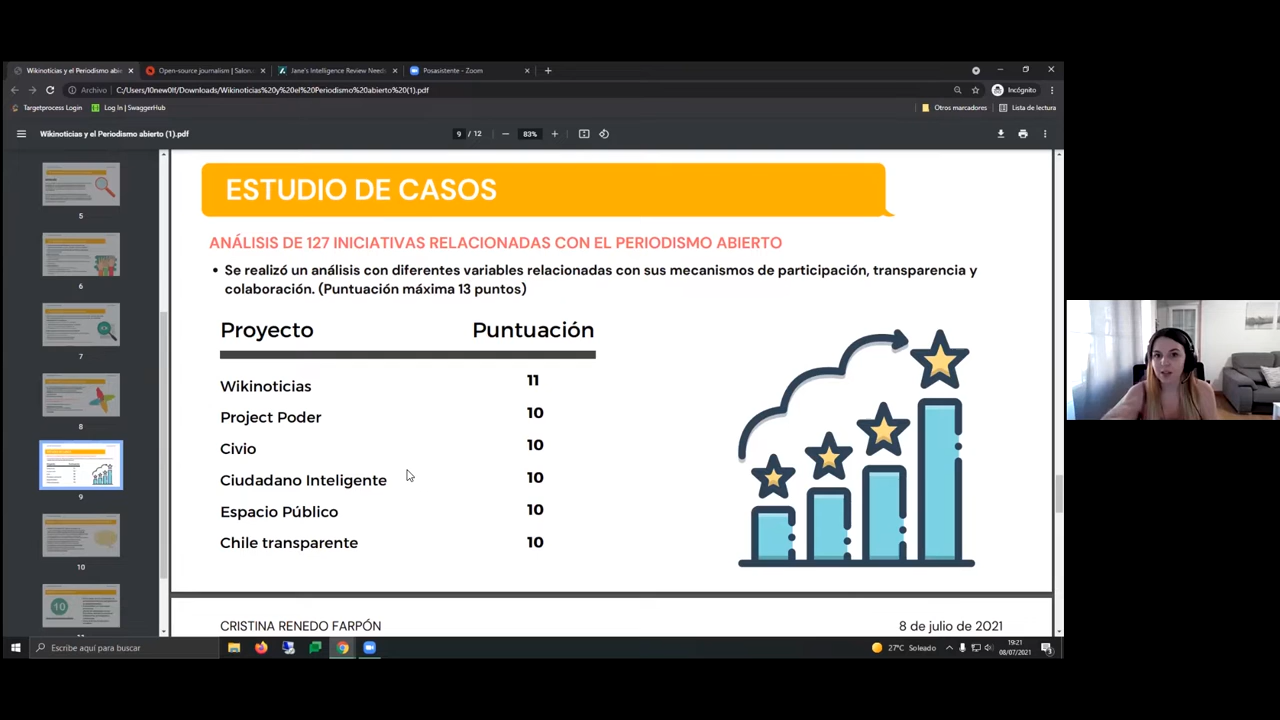 Wikinoticias y el Periodismo abie
Open-source journalism | Salon.
Jane's Intelligence Review Need
Posasistente - Zoom
Archivo
C:/Users/l0new0lf/Downloads/Wikinoticias%20y%20el%20Periodismo%20abierto%20(1).pdf
Incógnito
Targetprocess Login
Log In | SwaggerHub
Otros marcadores
Lista de lectura
Wikinoticias y el Periodismo abierto (1).pdf
9 / 12
83%
5
6
7
8
9
10
10
ESTUDIO DE CASOS
ANÁLISIS DE 127 INICIATIVAS RELACIONADAS CON EL PERIODISMO ABIERTO
• Se realizó un análisis con diferentes variables relacionadas con sus mecanismos de participación, transparencia y
colaboración. (Puntuación máxima 13 puntos)
Proyecto Puntuación
Wikinoticias 11
Project Poder 10
Civio 10
Ciudadano Inteligente 10
Espacio Público 10
Chile transparente 10
CRISTINA RENEDO FARPÓN
8 de julio de 2021
Escribe aquí para buscar
27°C Soleado
19:21
08/07/2021